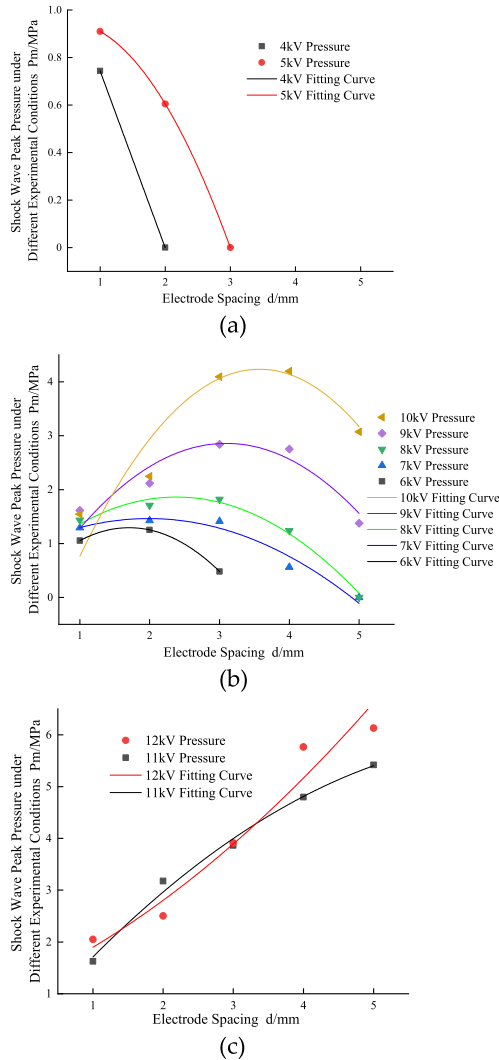 Shock Wave Peak Pressure under
Different Experimental Conditions Pm/MPa
1.0
0.8
0.6
0.4
0.2
0
4kV Pressure
5kV Pressure
4kV Fitting Curve
5kV Fitting Curve
1 2 3 4 5
Electrode Spacing d/mm
(a)
Shock Wave Peak Pressure under
Different Experimental Conditions Pm/MPa
4
3
2
1
0
10kV Pressure
9kV Pressure
8kV Pressure
7kV Pressure
6kV Pressure
10kV Fitting Curve
9kV Fitting Curve
8kV Fitting Curve
7kV Fitting Curve
6kV Fitting Curve
1 2 3 4 5
Electrode Spacing d/mm
(b)
Shock Wave Peak Pressure under
Different Experimental Conditions Pm/MPa
6
5
4
3
2
1
12kV Pressure
11kV Pressure
12kV Fitting Curve
11kV Fitting Curve
1 2 3 4 5
Electrode Spacing d/mm
(c)